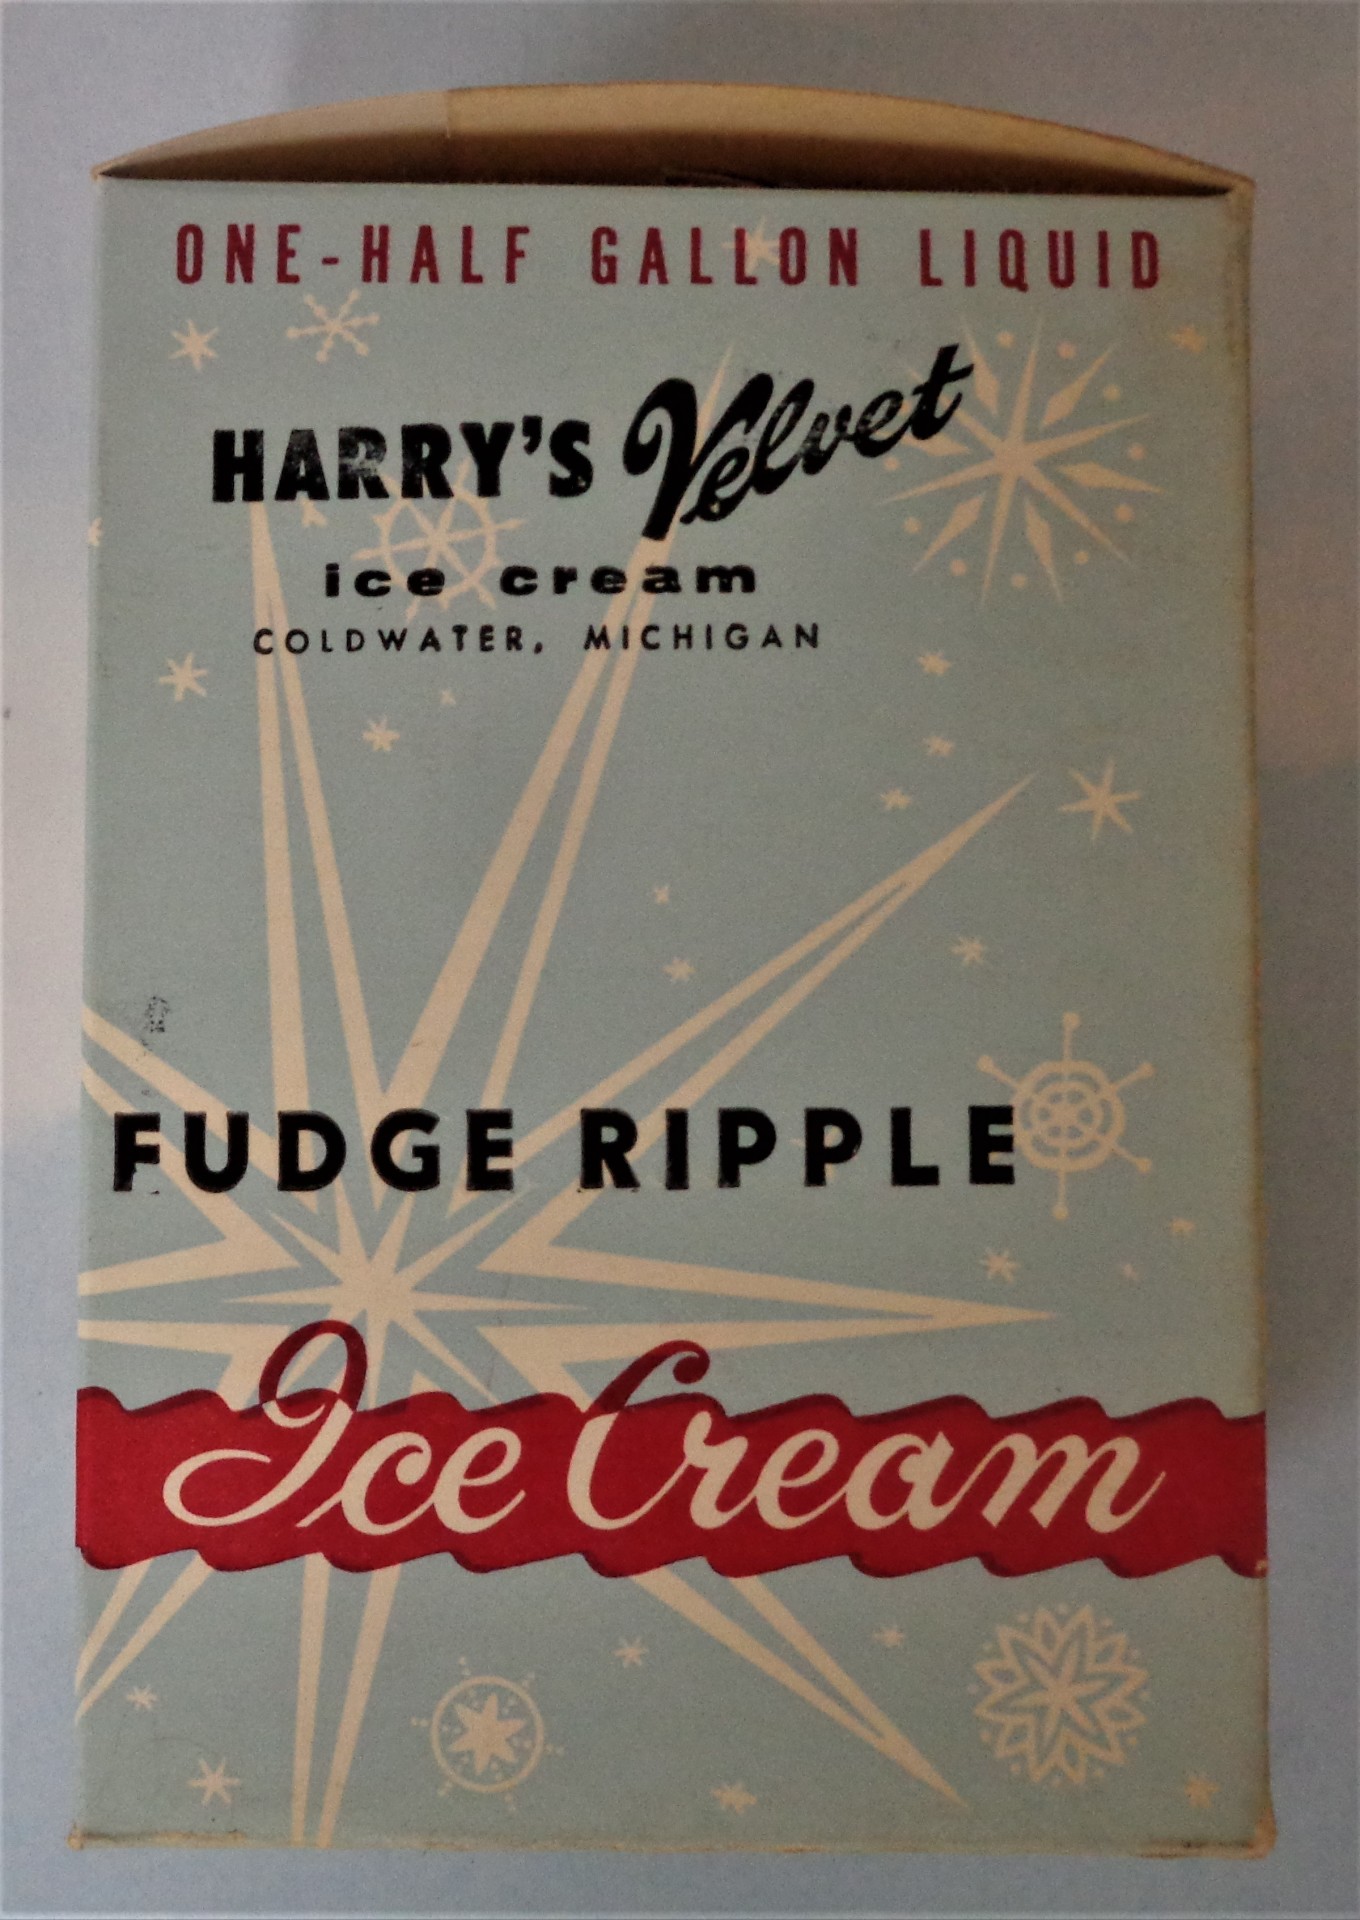 ONE-HALF GALLON LIQUID
HARRY'S Velvet
ice cream
COLDWATER, MICHIGAN
FUDGE RIPPLE
Ice Cream